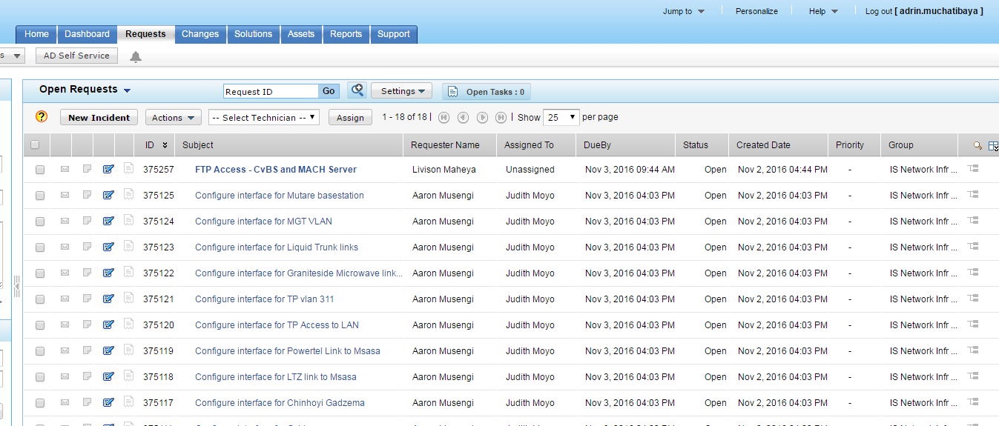 Jump to Personalize Help Log out [ adrin.muchatibaya ]
Home Dashboard Requests Changes Solutions Assets Reports Support
s AD Self Service
Open Requests Request ID Go Settings Open Tasks : 0
New Incident Actions -- Select Technician -- Assign 1 - 18 of 18 | | Show 25 per page
ID Subject Requester Name Assigned To DueBy Status Created Date Priority Group
375257 FTP Access - CvBS and MACH Server Livison Maheya Unassigned Nov 3, 2016 09:44 AM Open Nov 2, 2016 04:44 PM - IS Network Infr ...
375125 Configure interface for Mutare basestation Aaron Musengi Judith Moyo Nov 3, 2016 04:03 PM Open Nov 2, 2016 04:03 PM - IS Network Infr ...
375124 Configure interface for MGT VLAN Aaron Musengi Judith Moyo Nov 3, 2016 04:03 PM Open Nov 2, 2016 04:03 PM - IS Network Infr ...
375123 Configure interface for Liquid Trunk links Aaron Musengi Judith Moyo Nov 3, 2016 04:03 PM Open Nov 2, 2016 04:03 PM - IS Network Infr ...
375122 Configure interface for Graniteside Microwave link... Aaron Musengi Judith Moyo Nov 3, 2016 04:03 PM Open Nov 2, 2016 04:03 PM - IS Network Infr ...
375121 Configure interface for TP vlan 311 Aaron Musengi Judith Moyo Nov 3, 2016 04:03 PM Open Nov 2, 2016 04:03 PM - IS Network Infr ...
375120 Configure interface for TP Access to LAN Aaron Musengi Judith Moyo Nov 3, 2016 04:03 PM Open Nov 2, 2016 04:03 PM - IS Network Infr ...
375119 Configure interface for Powertel Link to Msasa Aaron Musengi Judith Moyo Nov 3, 2016 04:03 PM Open Nov 2, 2016 04:03 PM - IS Network Infr ...
375118 Configure interface for LTZ link to Msasa Aaron Musengi Judith Moyo Nov 3, 2016 04:03 PM Open Nov 2, 2016 04:03 PM - IS Network Infr ...
375117 Configure interface for Chinhoyi Gadzema Aaron Musengi Judith Moyo Nov 3, 2016 04:03 PM Open Nov 2, 2016 04:03 PM - IS Network Infr ...